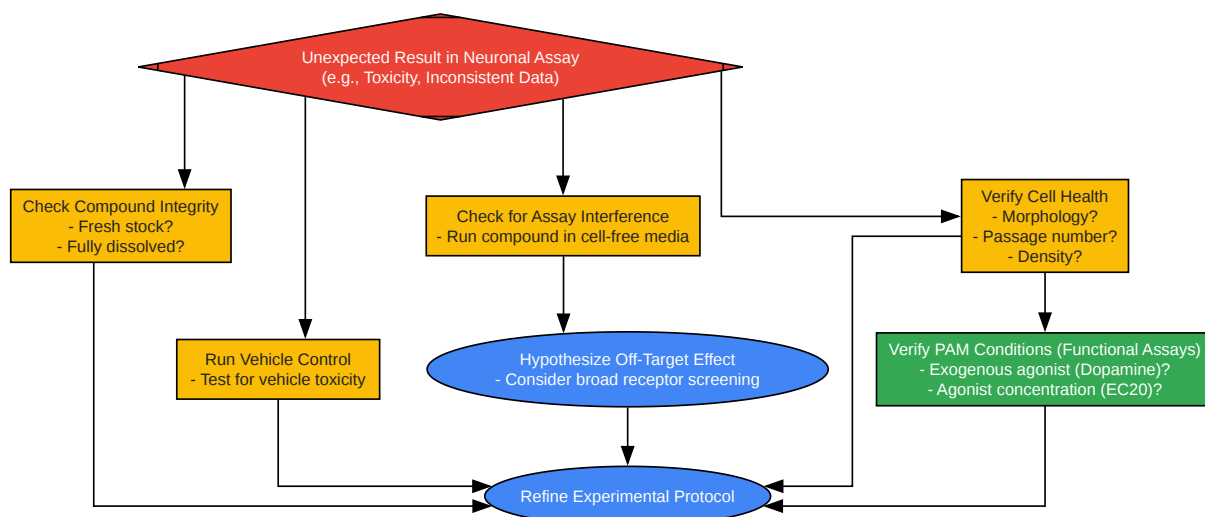 Unexpected Result in Neuronal Assay
(e.g., Toxicity, Inconsistent Data)
Check Compound Integrity
- Fresh stock?
- Fully dissolved?
Check for Assay Interference
- Run compound in cell-free media
Verify Cell Health
- Morphology?
- Passage number?
- Density?
Run Vehicle Control
- Test for vehicle toxicity
Hypothesize Off-Target Effect
- Consider broad receptor screening
Verify PAM Conditions (Functional Assays)
- Exogenous agonist (Dopamine)?
- Agonist concentration (EC20)?
Refine Experimental Protocol